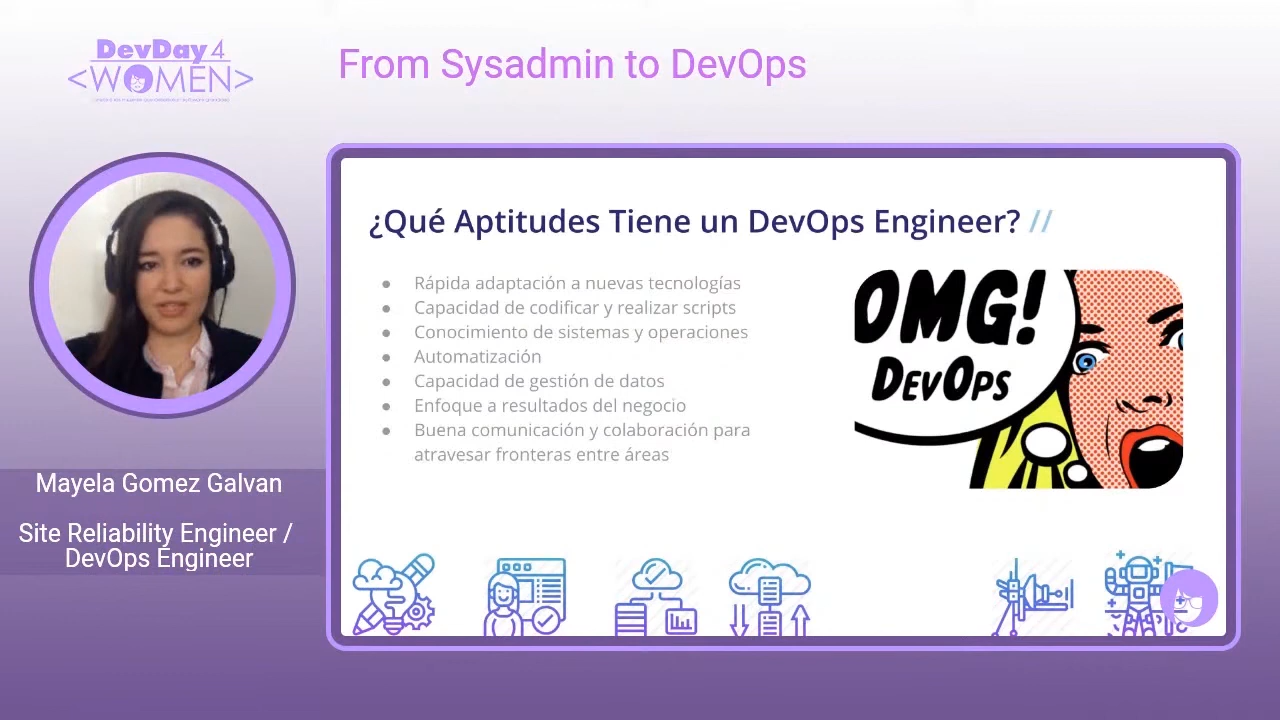 DevDay 4
<WOMEN>
From Sysadmin to DevOps
¿Qué Aptitudes Tiene un DevOps Engineer? //
● Rápida adaptación a nuevas tecnologías
● Capacidad de codificar y realizar scripts
● Conocimiento de sistemas y operaciones
● Automatización
● Capacidad de gestión de datos
● Enfoque a resultados del negocio
● Buena comunicación y colaboración para
atravesar fronteras entre áreas
OMG!
DEVOPS
Mayela Gomez Galvan
Site Reliability Engineer /
DevOps Engineer